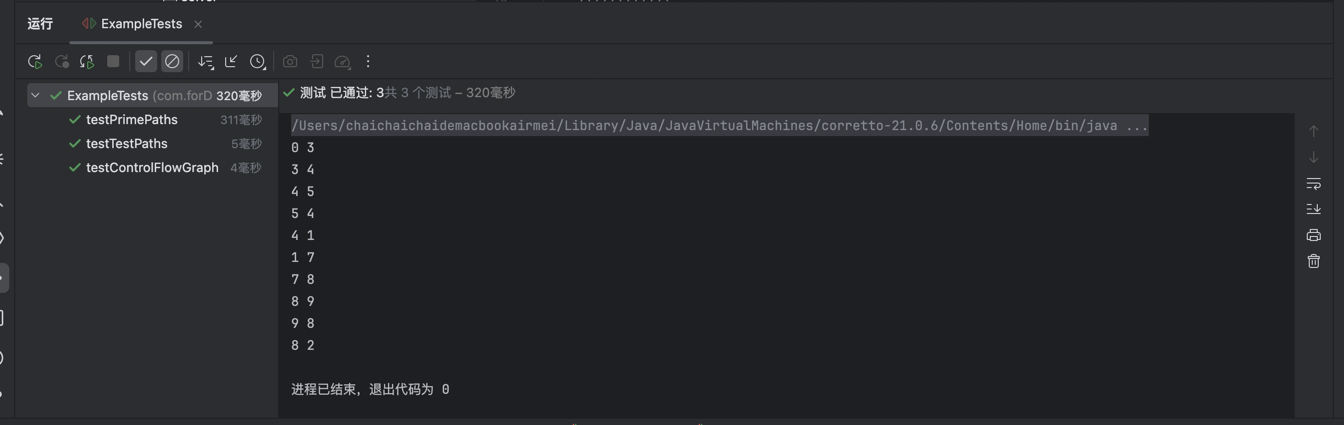 运行 ExampleTests
ExampleTests (com.forD 320毫秒
testPrimePaths 311毫秒
testTestPaths 5毫秒
testControlFlowGraph 4毫秒
测试 已通过: 3共 3 个测试 – 320毫秒
/Users/chaichaichaidemacbookairmei/Library/Java/JavaVirtualMachines/corretto-21.0.6/Contents/Home/bin/java ...
0 3
3 4
4 5
5 4
4 1
1 7
7 8
8 9
9 8
8 2
进程已结束，退出代码为 0